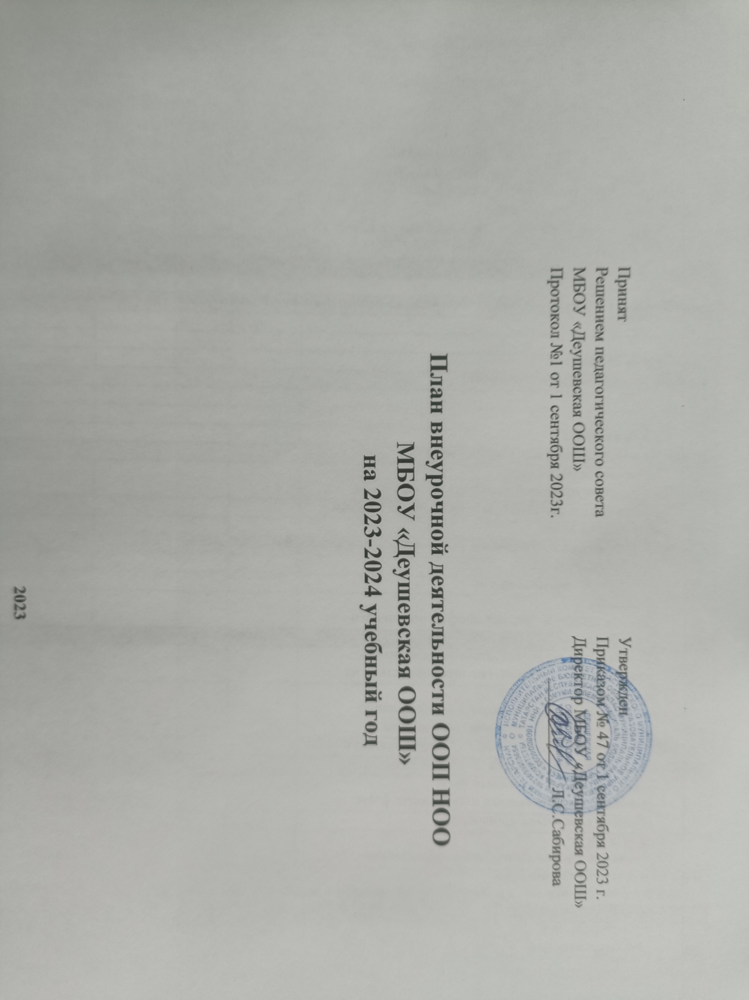 Принят
Решением педагогического совета
МБОУ «Деушевская ООШ»
Протокол №1 от 1 сентября 2023г.
Утвержден
Приказом № 47 от 1 сентября 2023 г.
Директор МБОУ «Деушевская ООШ»
Л.С.Сабирова
План внеурочной деятельности ООП НОО
МБОУ «Деушевская ООШ»
на 2023-2024 учебный год
2023